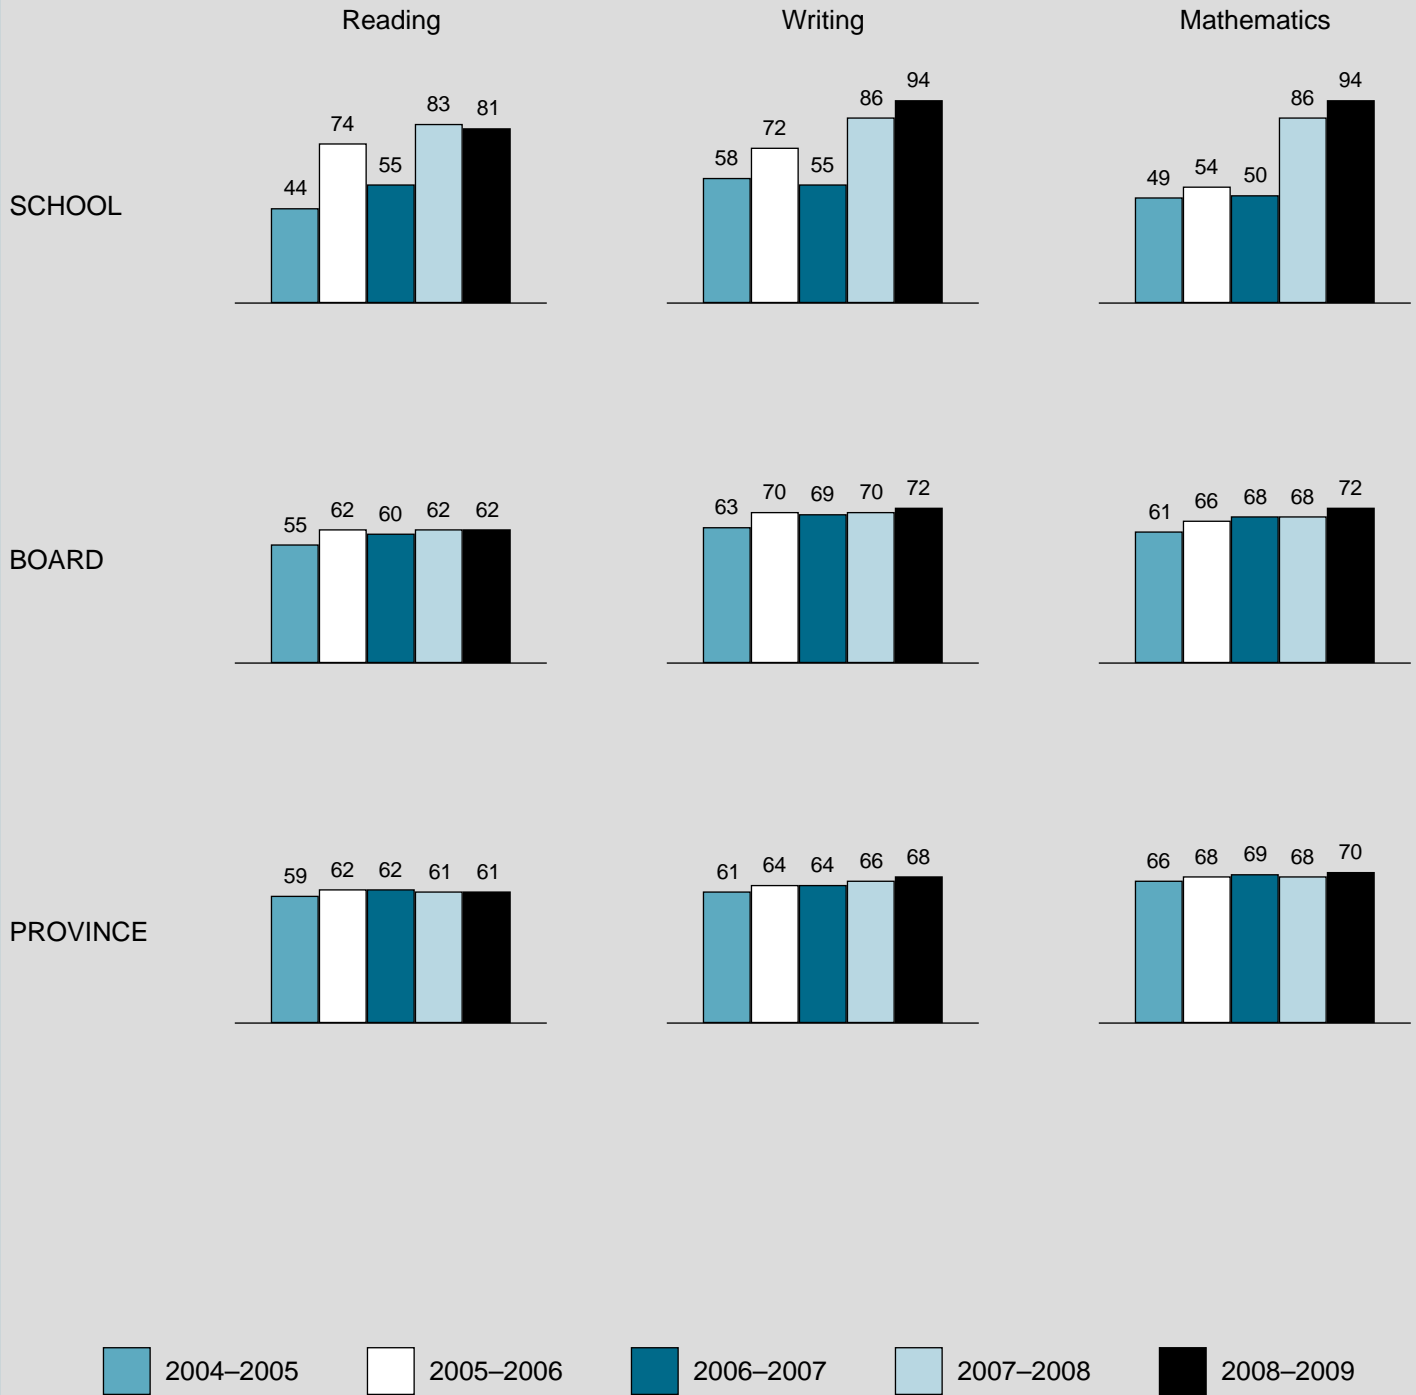 Reading Writing Mathematics
SCHOOL
44 74 55 83 81
58 72 55 86 94
49 54 50 86 94
BOARD
55 62 60 62 62
63 70 69 70 72
61 66 68 68 72
PROVINCE
59 62 62 61 61
61 64 64 66 68
66 68 69 68 70
2004–2005 2005–2006 2006–2007 2007–2008 2008–2009